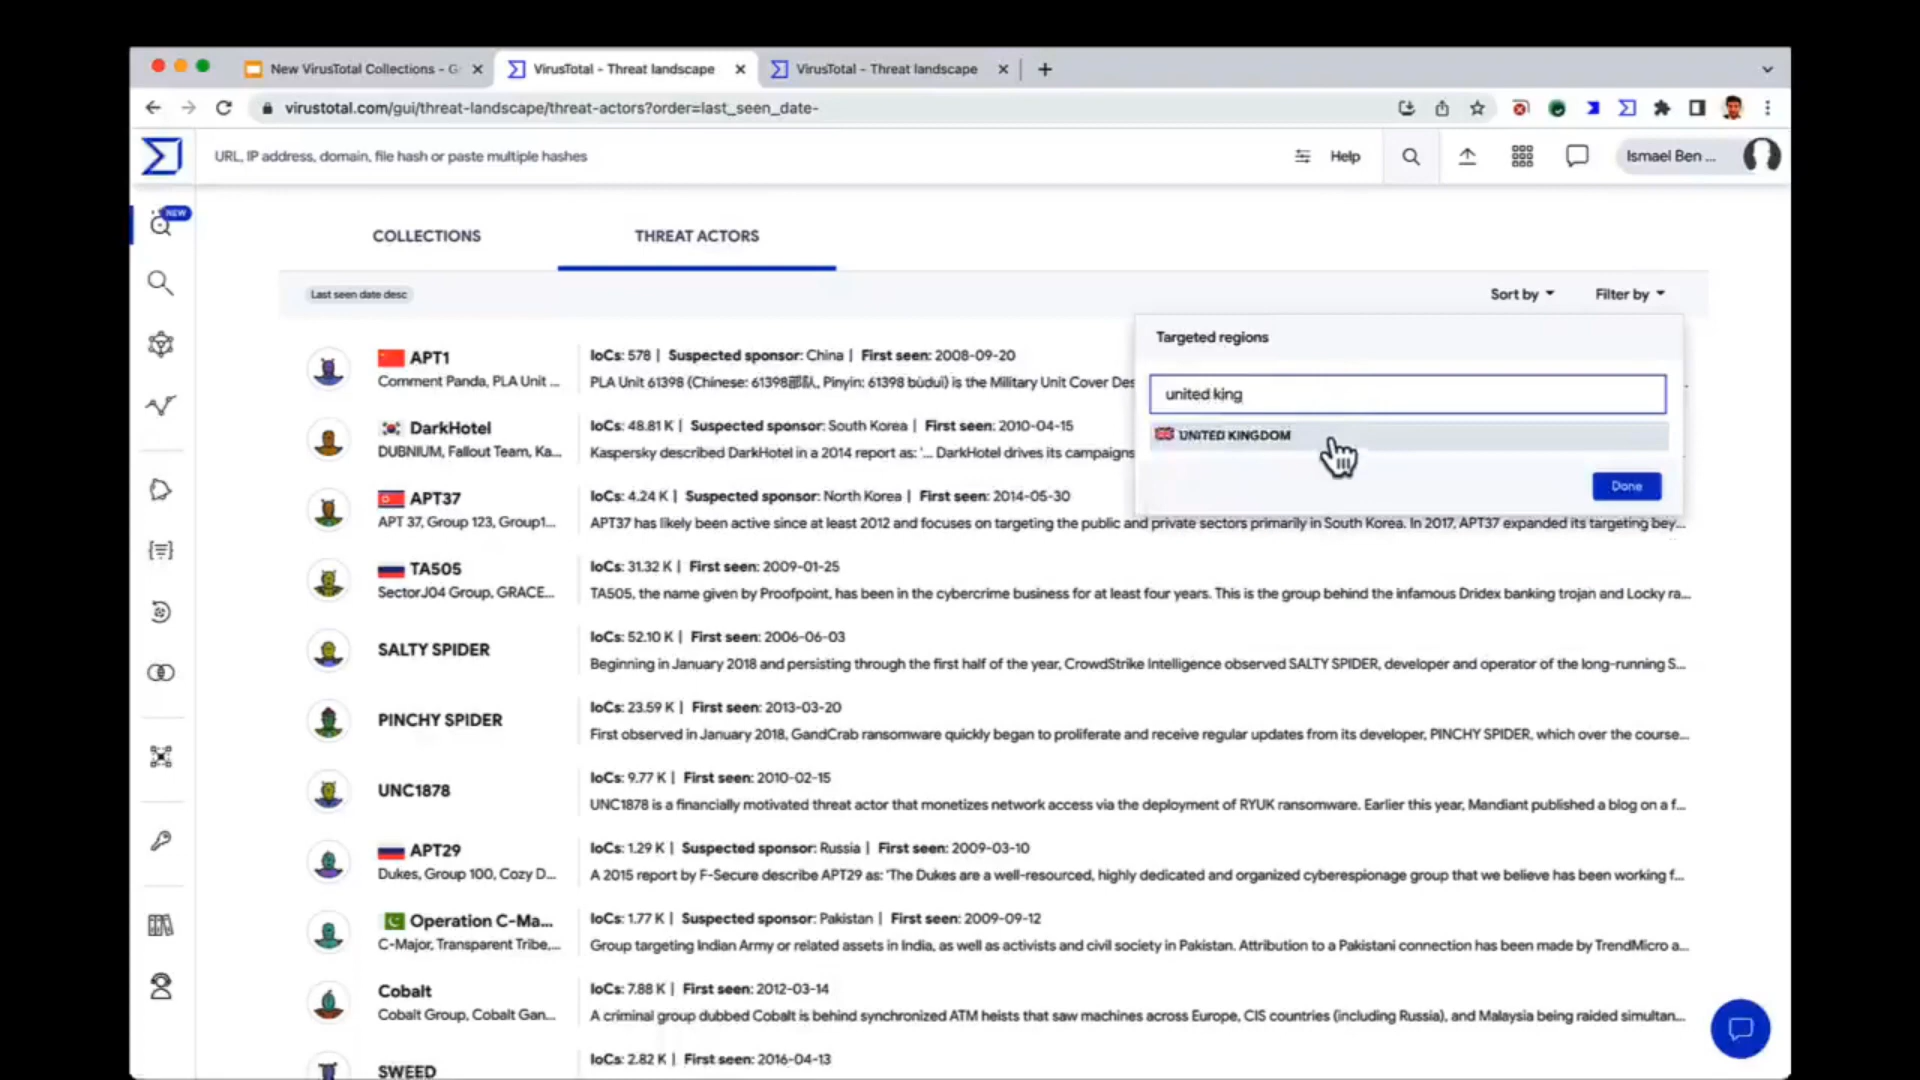 New VirusTotal Collections - G
VirusTotal - Threat landscape
VirusTotal - Threat landscape
virustotal.com/gui/threat-landscape/threat-actors?order=last_seen_date-
URL, IP address, domain, file hash or paste multiple hashes
Help
Ismael Ben ...
NEW
COLLECTIONS
THREAT ACTORS
Last seen date desc
Sort by
Filter by
Targeted regions
united king
UNITED KINGDOM
Done
APT1
Comment Panda, PLA Unit ...
IoCs: 578 | Suspected sponsor: China | First seen: 2008-09-20
PLA Unit 61398 (Chinese: 61398部队, Pinyin: 61398 bùduì) is the Military Unit Cover Des
DarkHotel
DUBNIUM, Fallout Team, Ka...
IoCs: 48.81 K | Suspected sponsor: South Korea | First seen: 2010-04-15
Kaspersky described DarkHotel in a 2014 report as: '... DarkHotel drives its campaigns
APT37
APT 37, Group 123, Group1...
IoCs: 4.24 K | Suspected sponsor: North Korea | First seen: 2014-05-30
APT37 has likely been active since at least 2012 and focuses on targeting the public and private sectors primarily in South Korea. In 2017, APT37 expanded its targeting bey...
TA505
SectorJ04 Group, GRACE...
IoCs: 31.32 K | First seen: 2009-01-25
TA505, the name given by Proofpoint, has been in the cybercrime business for at least four years. This is the group behind the infamous Dridex banking trojan and Locky ra...
SALTY SPIDER
IoCs: 52.10 K | First seen: 2006-06-03
Beginning in January 2018 and persisting through the first half of the year, CrowdStrike Intelligence observed SALTY SPIDER, developer and operator of the long-running S...
PINCHY SPIDER
IoCs: 23.59 K | First seen: 2013-03-20
First observed in January 2018, GandCrab ransomware quickly began to proliferate and receive regular updates from its developer, PINCHY SPIDER, which over the course...
UNC1878
IoCs: 9.77 K | First seen: 2010-02-15
UNC1878 is a financially motivated threat actor that monetizes network access via the deployment of RYUK ransomware. Earlier this year, Mandiant published a blog on a f...
APT29
Dukes, Group 100, Cozy D...
IoCs: 1.29 K | Suspected sponsor: Russia | First seen: 2009-03-10
A 2015 report by F-Secure describe APT29 as: 'The Dukes are a well-resourced, highly dedicated and organized cyberespionage group that we believe has been working f...
Operation C-Ma...
C-Major, Transparent Tribe,...
IoCs: 1.77 K | Suspected sponsor: Pakistan | First seen: 2009-09-12
Group targeting Indian Army or related assets in India, as well as activists and civil society in Pakistan. Attribution to a Pakistani connection has been made by TrendMicro a...
Cobalt
Cobalt Group, Cobalt Gan...
IoCs: 7.88 K | First seen: 2012-03-14
A criminal group dubbed Cobalt is behind synchronized ATM heists that saw machines across Europe, CIS countries (including Russia), and Malaysia being raided simultan...
SWEED
IoCs: 2.82 K | First seen: 2016-04-13